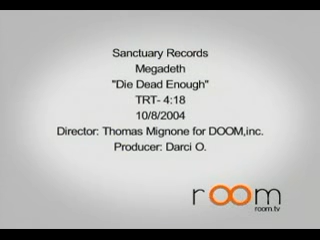 Sanctuary Records
Megadeth
"Die Dead Enough"
TRT- 4:18
10/8/2004
Director: Thomas Mignone for DOOM,inc.
Producer: Darci O.
room
room.tv